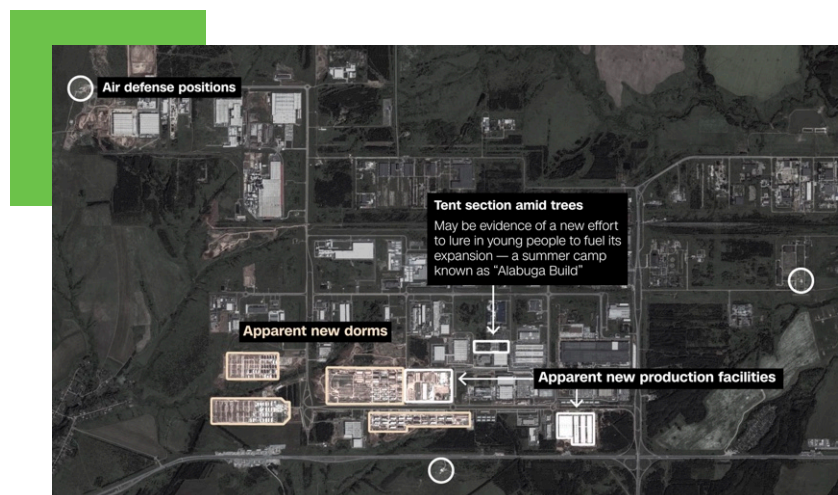 Air defense positions
Tent section amid trees
May be evidence of a new effort
to lure in young people to fuel its
expansion — a summer camp
known as "Alabuga Build"
Apparent new dorms
Apparent new production facilities